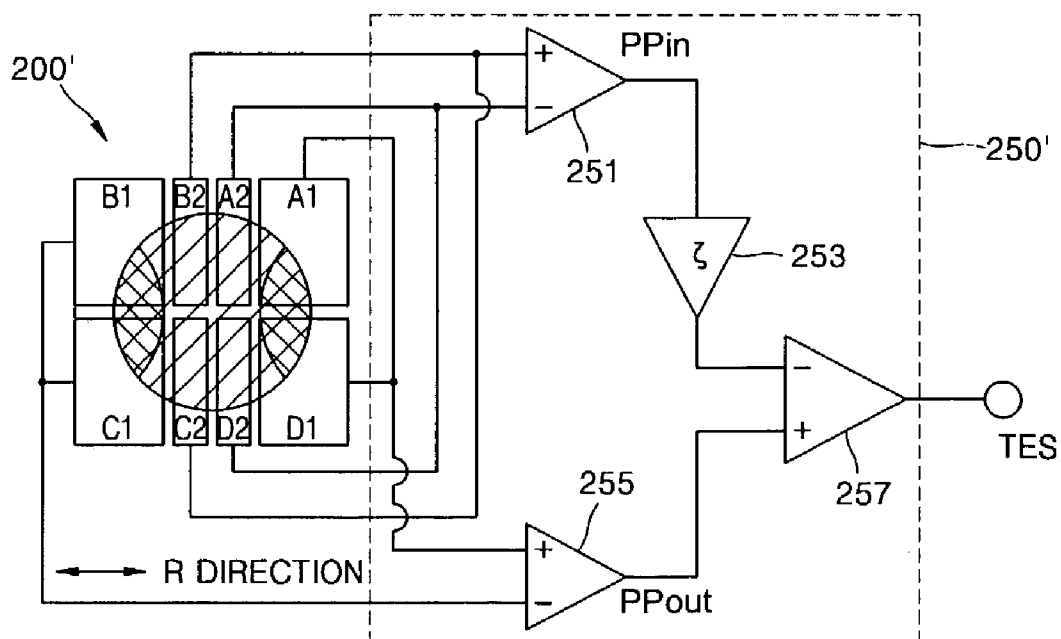 200'
+
−
PPin
251
250'
B1
B2
A2
A1
ζ
253
C1
C2
D2
D1
−
+
257
TES
255
+
−
PPout
R DIRECTION